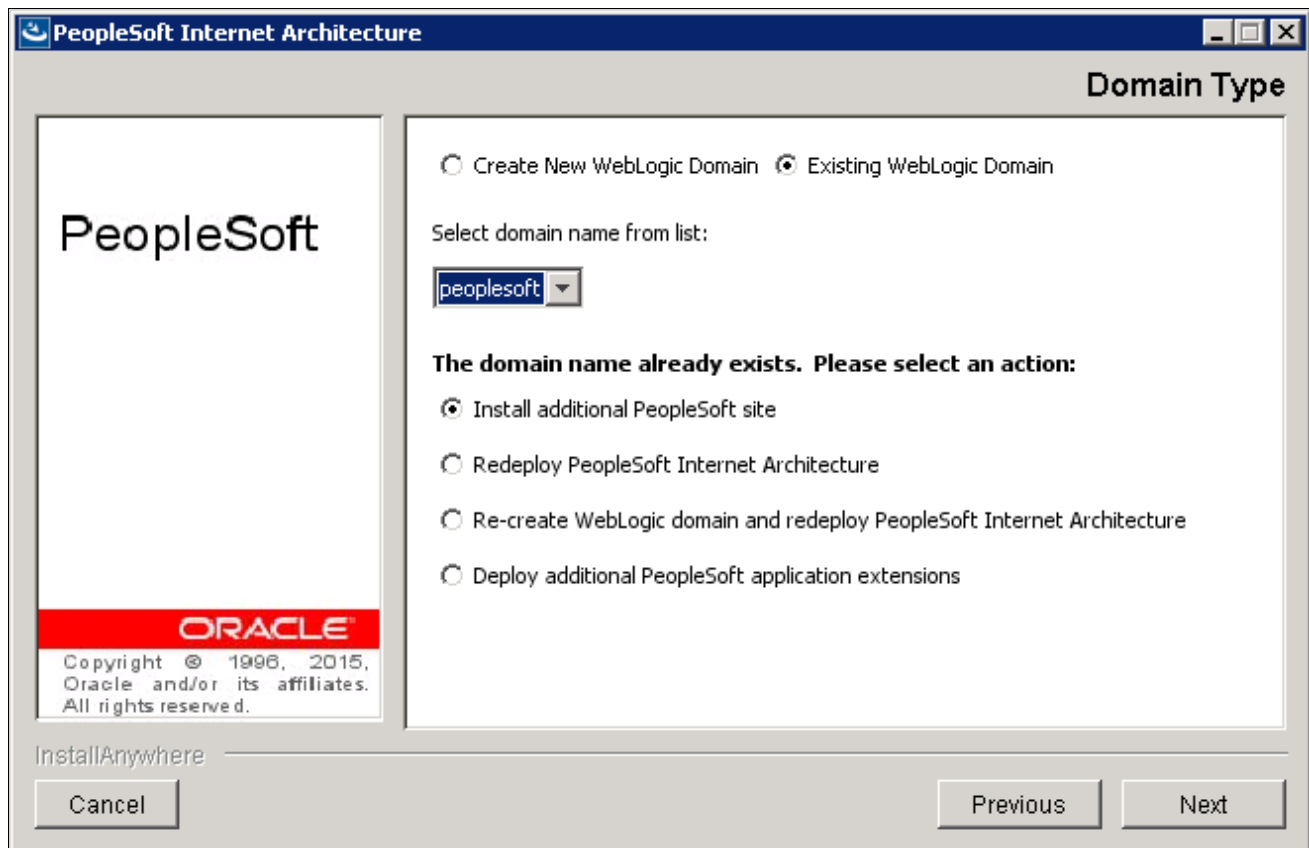 PeopleSoft Internet Architecture
Domain Type
PeopleSoft
ORACLE
Copyright © 1996, 2015,
Oracle and/or its affiliates.
All rights reserved.
Create New WebLogic Domain Existing WebLogic Domain
Select domain name from list:
peoplesoft
The domain name already exists. Please select an action:
Install additional PeopleSoft site
Redeploy PeopleSoft Internet Architecture
Re-create WebLogic domain and redeploy PeopleSoft Internet Architecture
Deploy additional PeopleSoft application extensions
InstallAnywhere
Cancel Previous Next